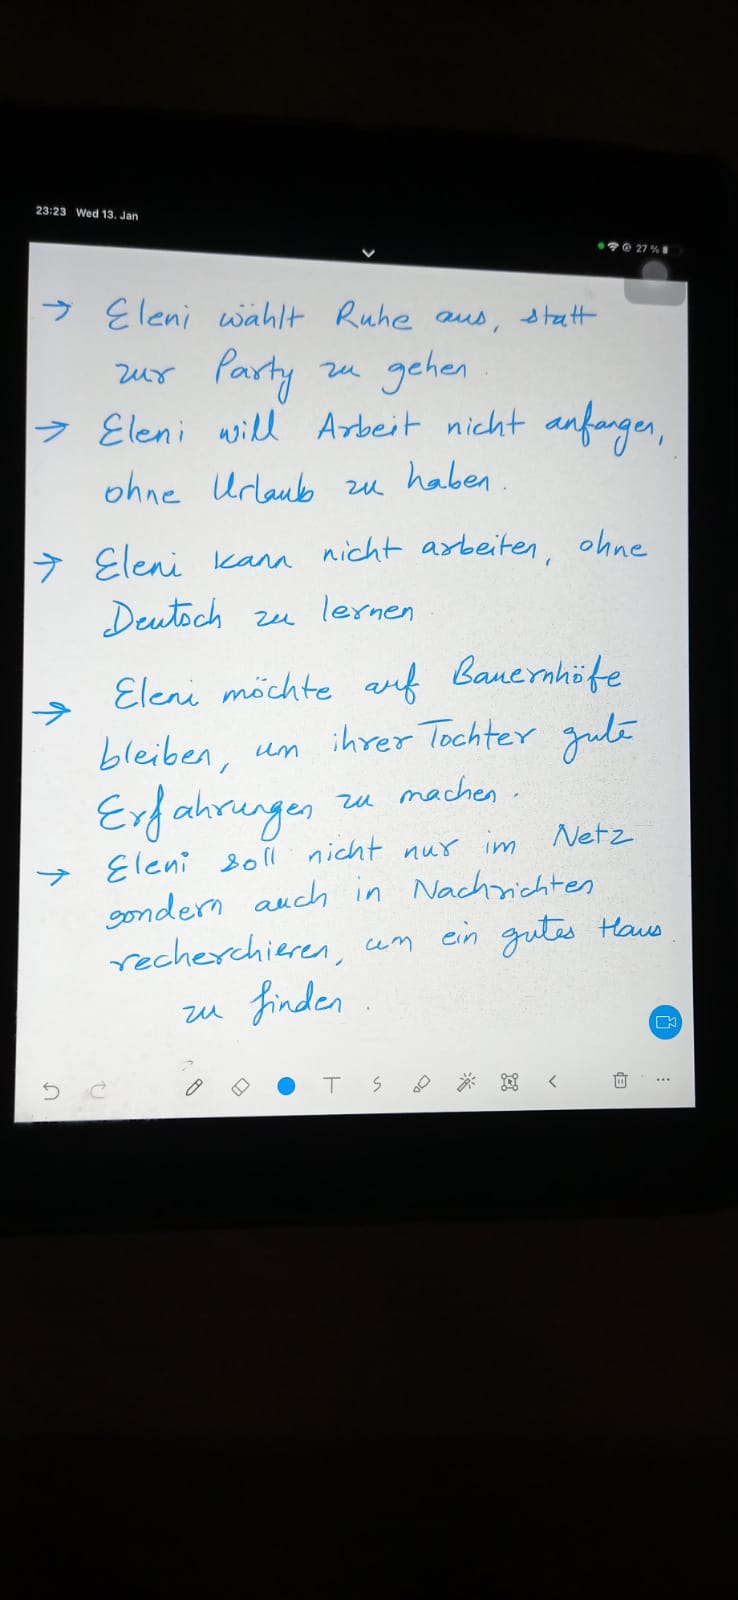 23:23 Wed 13. Jan
27 %
→ Eleni wählt Ruhe aus, statt
zur Party zu gehen.
→ Eleni will Arbeit nicht anfangen,
ohne Urlaub zu haben.
→ Eleni kann nicht arbeiten, ohne
Deutsch zu lernen
→ Eleni möchte auf Bauernhöfe
bleiben, um ihrer Tochter gute
Erfahrungen zu machen.
→ Eleni soll nicht nur im Netz
sondern auch in Nachrichten
recherchieren, um ein gutes Haus
zu finden.
T